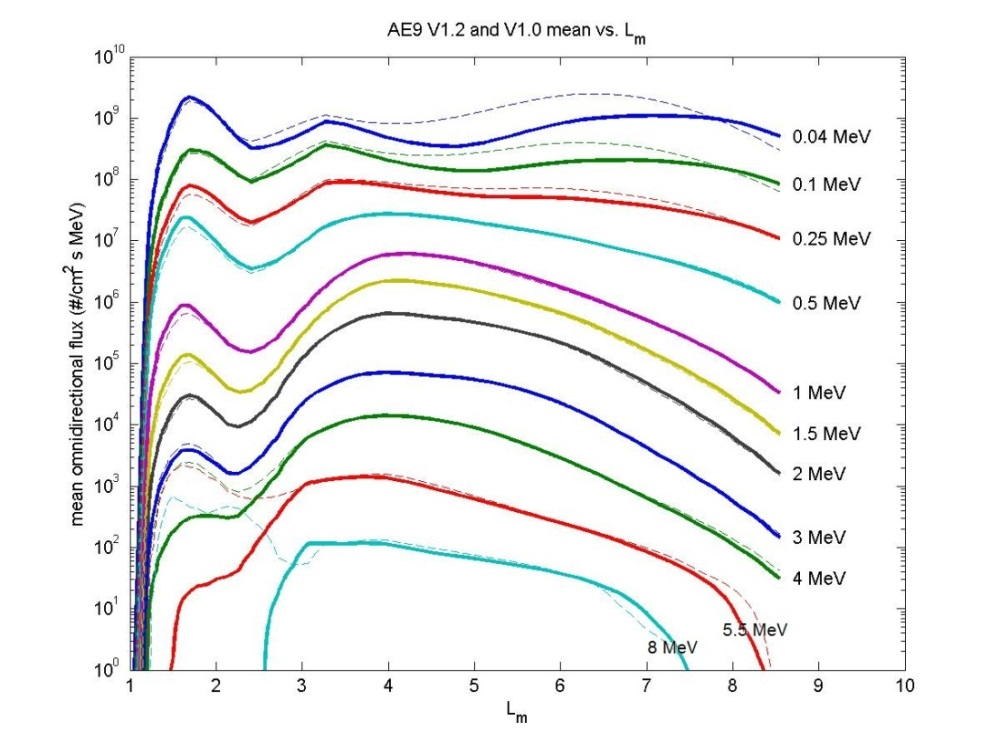 AE9 V1.2 and V1.0 mean vs. Lm
10^10
10^9
10^8
10^7
10^6
10^5
10^4
10^3
10^2
10^1
10^0
mean omnidirectional flux (#/cm^2 s MeV)
0.04 MeV
0.1 MeV
0.25 MeV
0.5 MeV
1 MeV
1.5 MeV
2 MeV
3 MeV
4 MeV
5.5 MeV
8 MeV
1 2 3 4 5 6 7 8 9 10
Lm